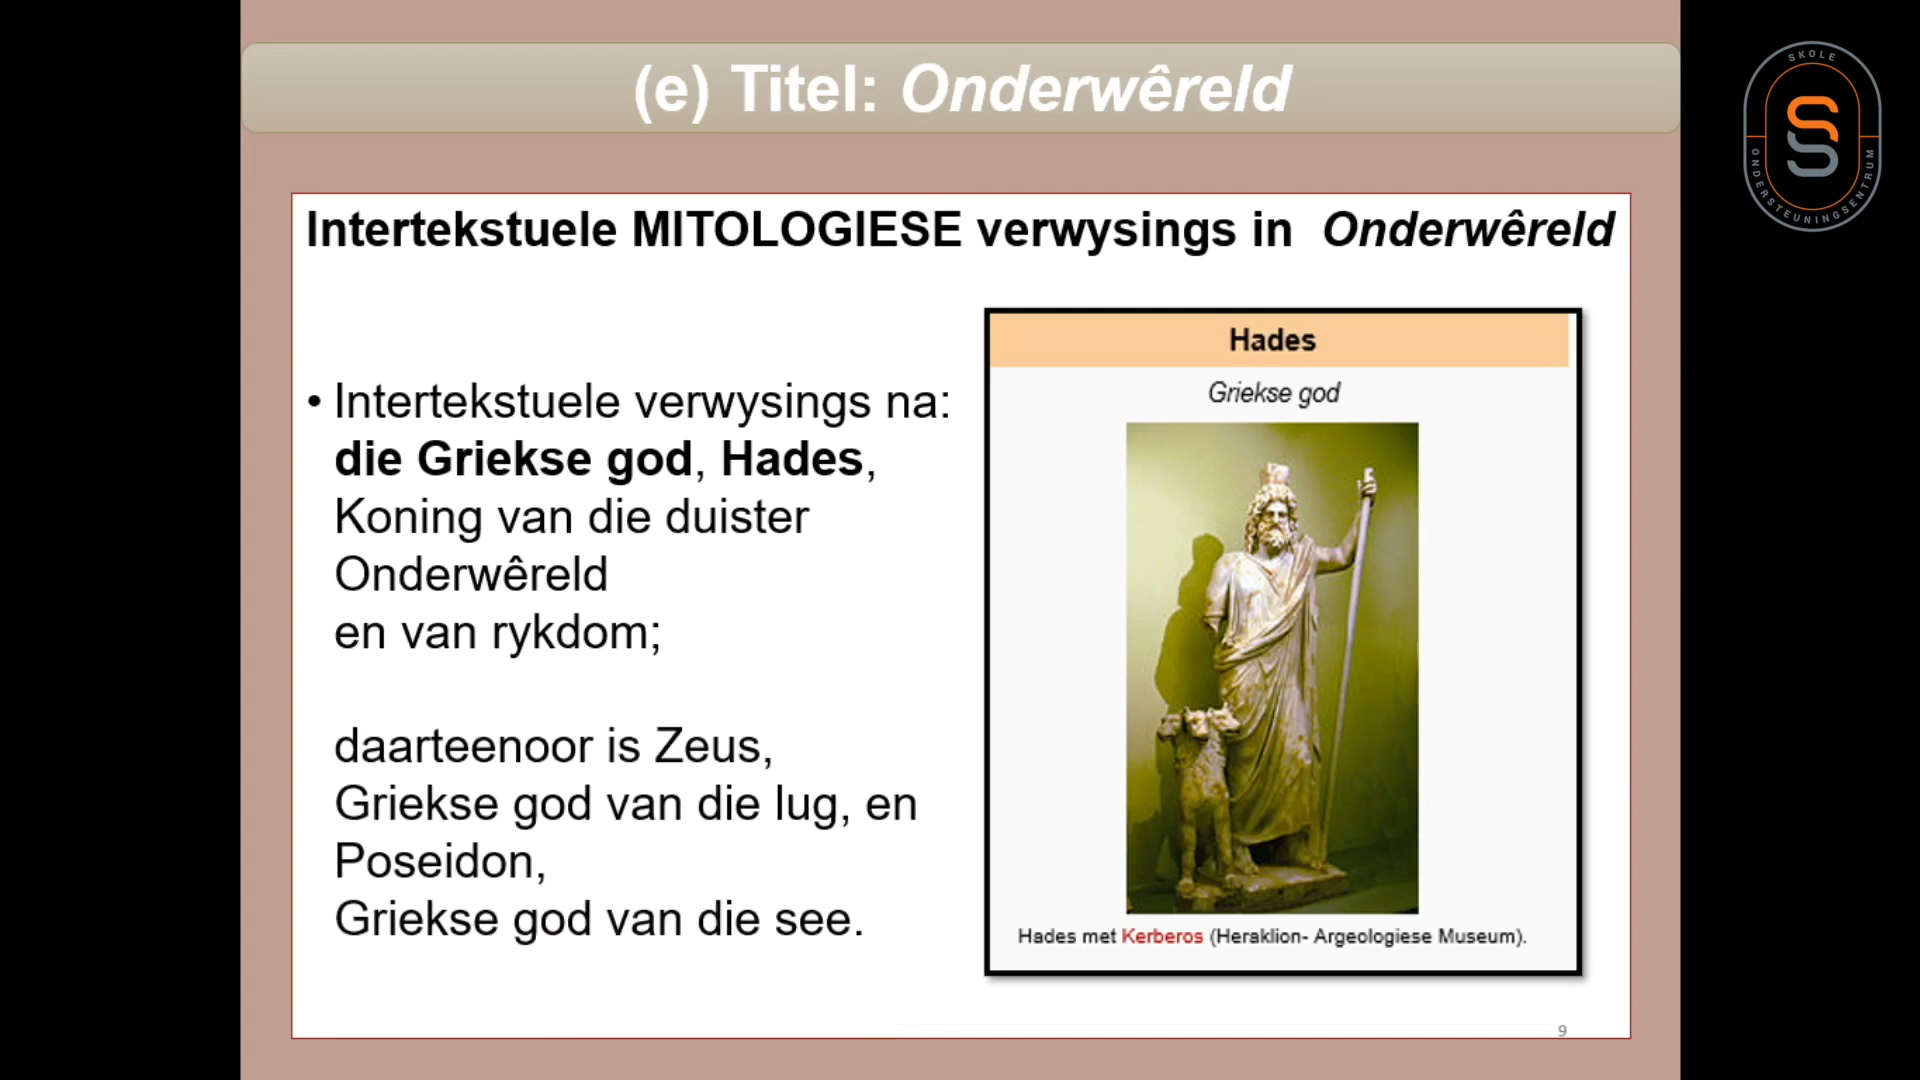 (e) Titel: Onderwêreld
SKOLE
ONDERSTEUNINGSENTRUM
Intertekstuele MITOLOGIESE verwysings in Onderwêreld
• Intertekstuele verwysings na:
die Griekse god, Hades,
Koning van die duister
Onderwêreld
en van rykdom;
daarteenoor is Zeus,
Griekse god van die lug, en
Poseidon,
Griekse god van die see.
Hades
Griekse god
Hades met Kerberos (Heraklion- Argeologiese Museum).
9